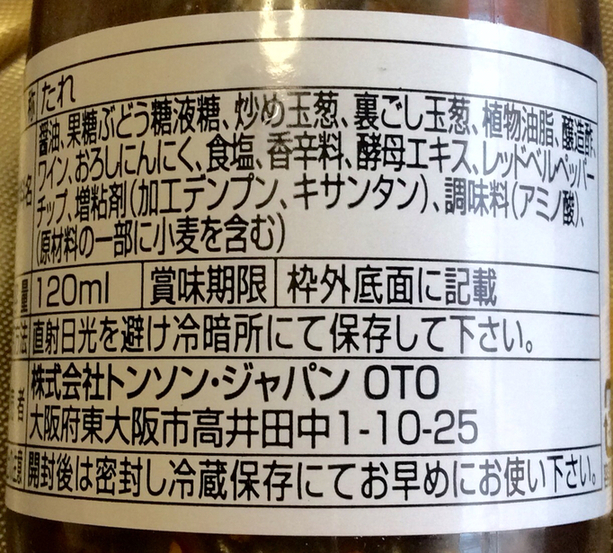 称 たれ
醤油、果糖ぶどう糖液糖、炒め玉葱、裏ごし玉葱、植物油脂、醸造酢、
ワイン、おろしにんにく、食塩、香辛料、酵母エキス、レッドベルペッパー
名 チップ、増粘剤(加工デンプン、キサンタン)、調味料(アミノ酸)、
(原材料の一部に小麦を含む)
量 120ml 賞味期限 枠外底面に記載
方法 直射日光を避け冷暗所にて保存して下さい。
株式会社トンソン・ジャパン OTO
大阪府東大阪市高井田中1-10-25
意 開封後は密封し冷蔵保存にてお早めにお使い下さい。